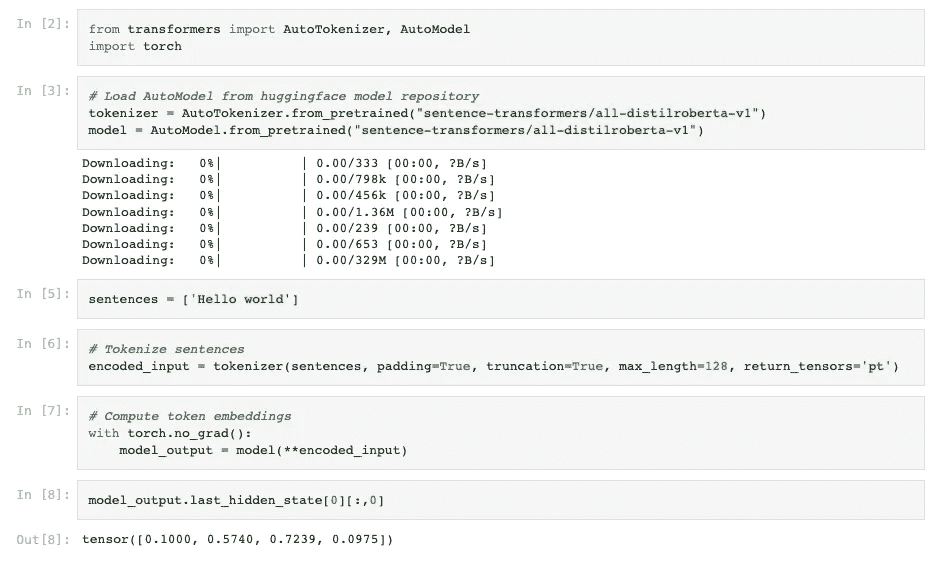 In [2]:
from transformers import AutoTokenizer, AutoModel
import torch
In [3]:
# Load AutoModel from huggingface model repository
tokenizer = AutoTokenizer.from_pretrained("sentence-transformers/all-distilroberta-v1")
model = AutoModel.from_pretrained("sentence-transformers/all-distilroberta-v1")
Downloading:   0%|          | 0.00/333 [00:00, ?B/s]
Downloading:   0%|          | 0.00/798k [00:00, ?B/s]
Downloading:   0%|          | 0.00/456k [00:00, ?B/s]
Downloading:   0%|          | 0.00/1.36M [00:00, ?B/s]
Downloading:   0%|          | 0.00/239 [00:00, ?B/s]
Downloading:   0%|          | 0.00/653 [00:00, ?B/s]
Downloading:   0%|          | 0.00/329M [00:00, ?B/s]
In [5]:
sentences = ['Hello world']
In [6]:
# Tokenize sentences
encoded_input = tokenizer(sentences, padding=True, truncation=True, max_length=128, return_tensors='pt')
In [7]:
# Compute token embeddings
with torch.no_grad():
    model_output = model(**encoded_input)
In [8]:
model_output.last_hidden_state[0][:,0]
Out[8]:
tensor([0.1000, 0.5740, 0.7239, 0.0975])